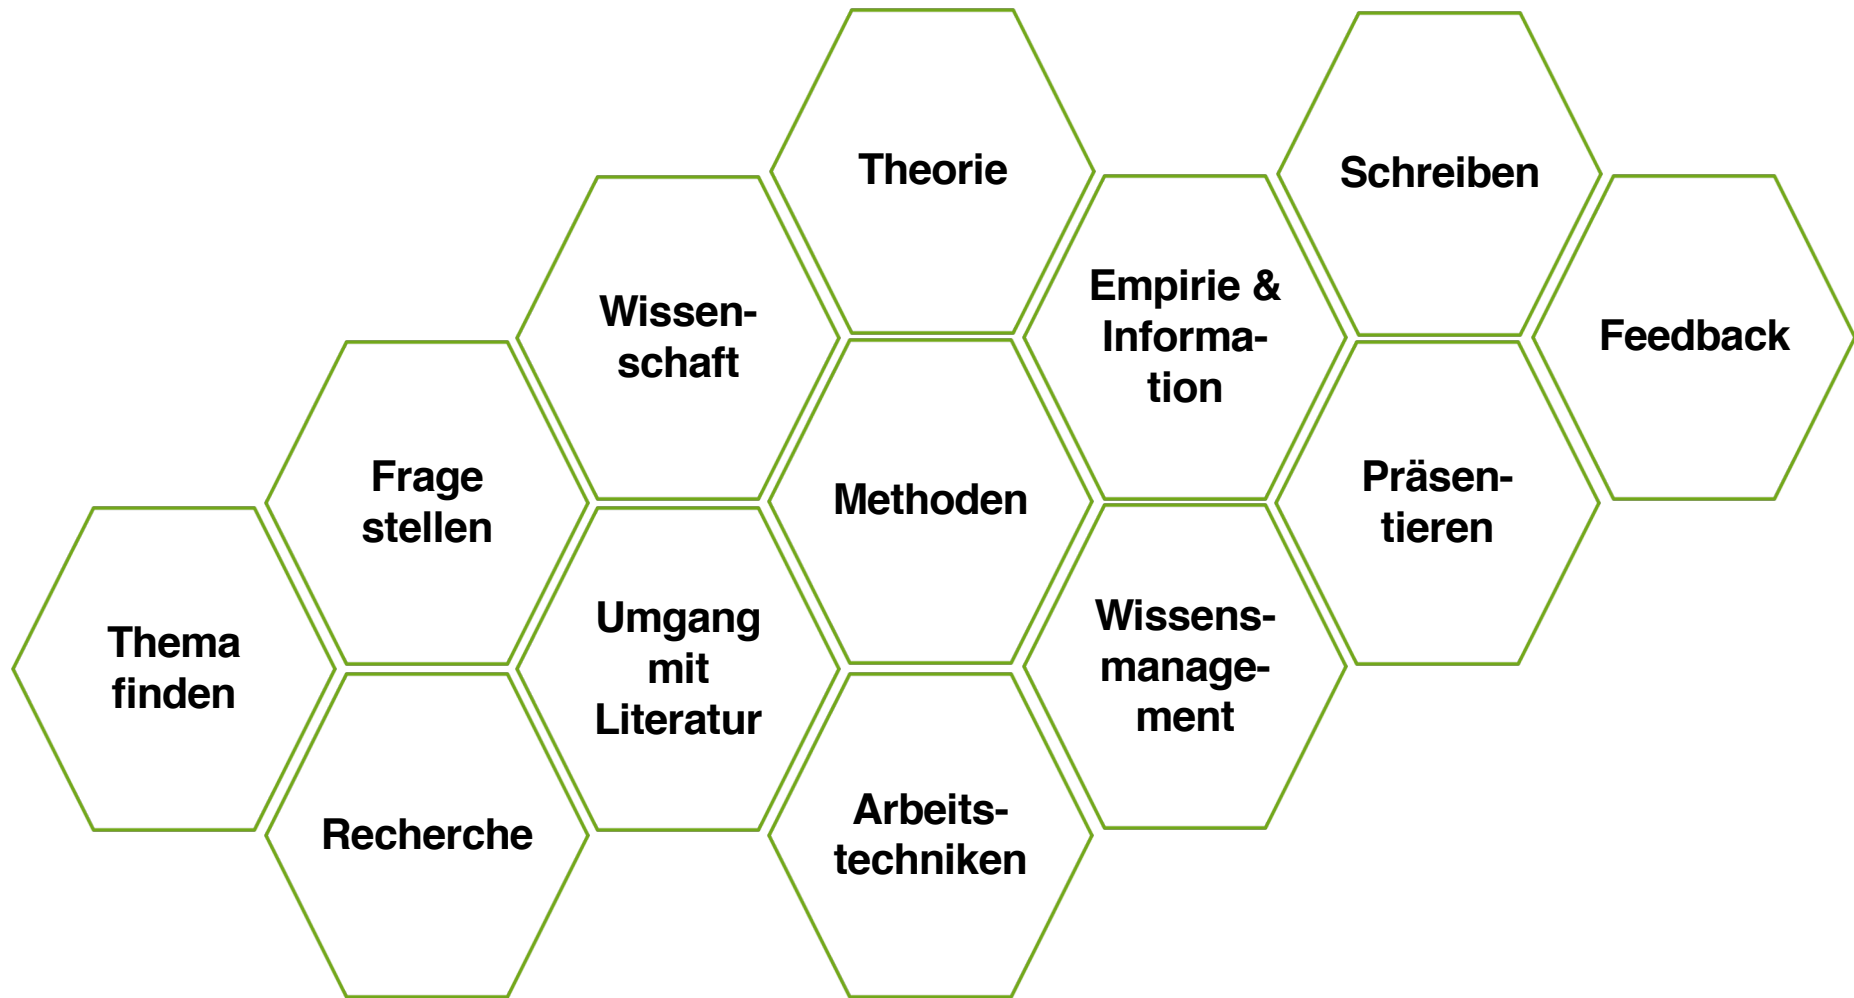 Theorie
Schreiben
Wissen-
schaft
Empirie &
Informa-
tion
Feedback
Frage
stellen
Methoden
Präsen-
tieren
Thema
finden
Umgang
mit
Literatur
Wissens-
manage-
ment
Recherche
Arbeits-
techniken